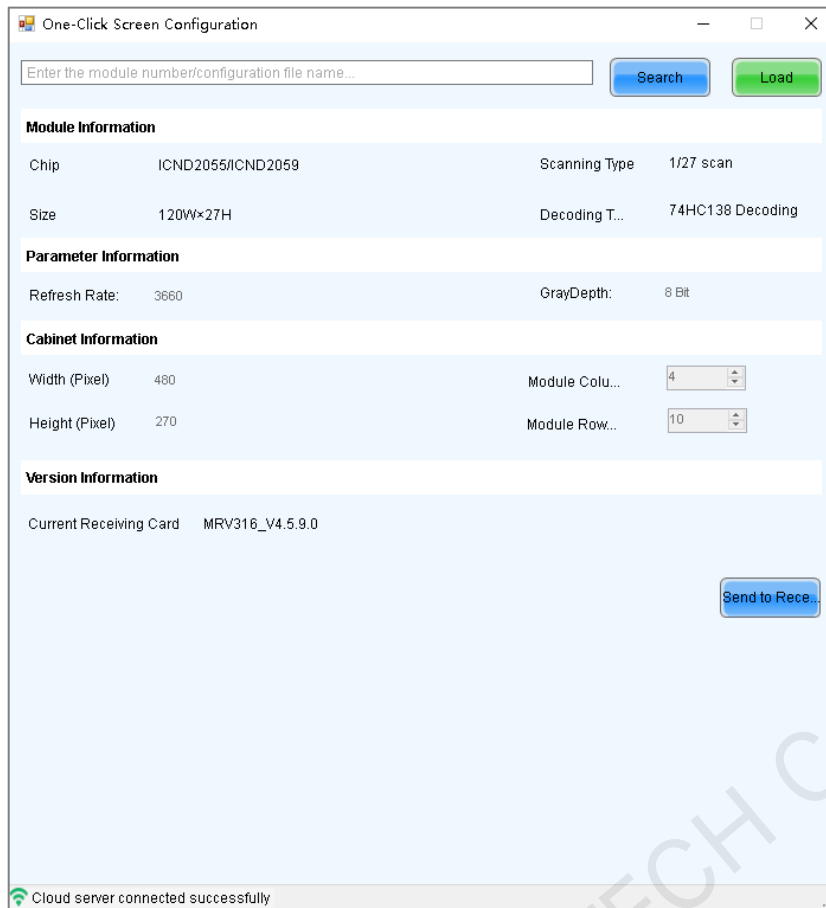 One-Click Screen Configuration
Enter the module number/configuration file name...
Search
Load
Module Information
Chip ICND2055/ICND2059 Scanning Type 1/27 scan
Size 120W×27H Decoding T... 74HC138 Decoding
Parameter Information
Refresh Rate: 3660 GrayDepth: 8 Bit
Cabinet Information
Width (Pixel) 480 Module Colu... 4
Height (Pixel) 270 Module Row... 10
Version Information
Current Receiving Card MRV316_V4.5.9.0
Send to Rece...
TECH C
Cloud server connected successfully